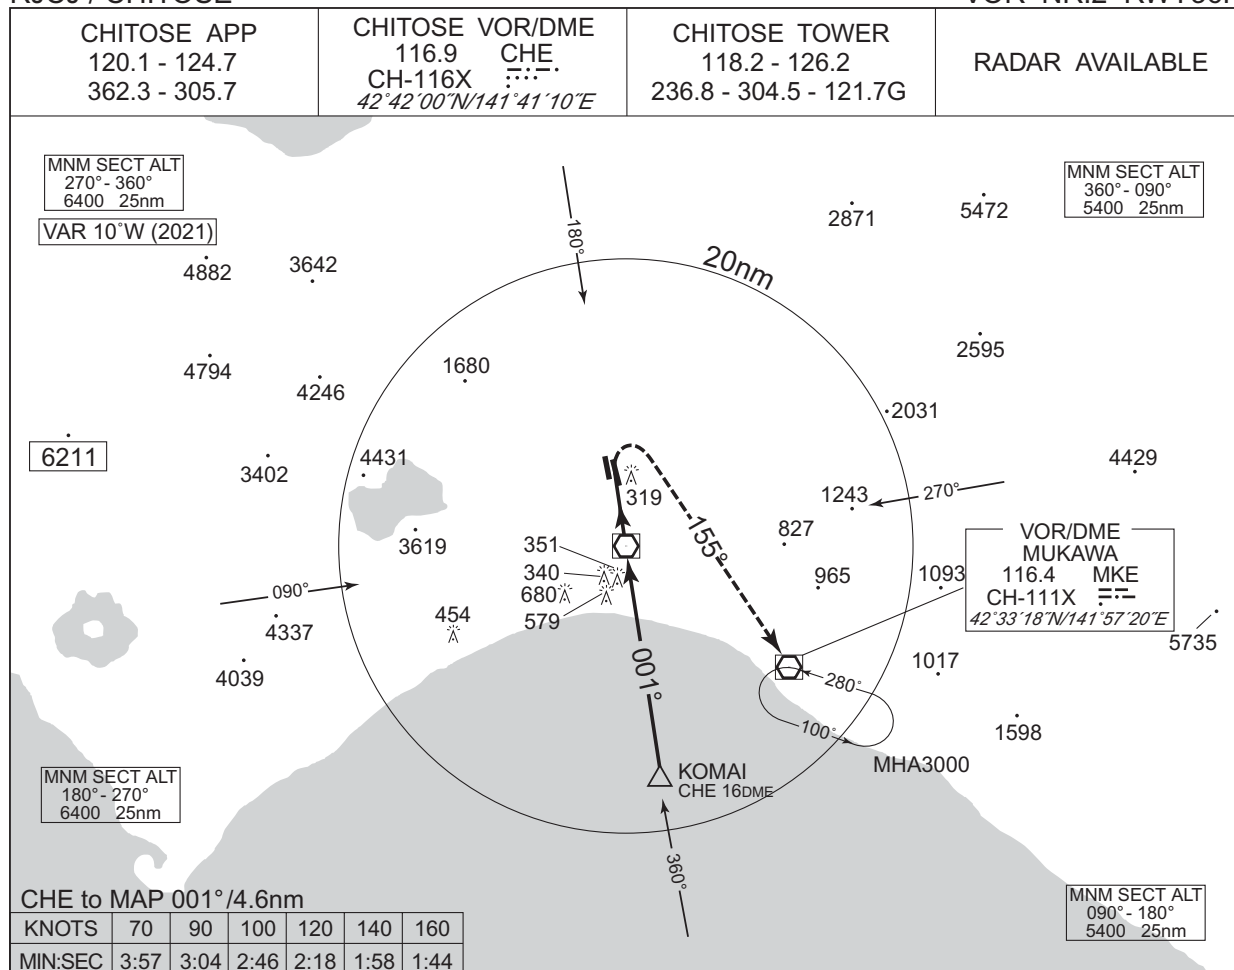 CHITOSE APP
120.1 - 124.7
362.3 - 305.7
CHITOSE VOR/DME
116.9 CHE
CH-116X
42°42´00˝N/141°41´10˝E
CHITOSE TOWER
118.2 - 126.2
236.8 - 304.5 - 121.7G
RADAR AVAILABLE
MNM SECT ALT
270° - 360°
6400 25nm
VAR 10°W (2021)
MNM SECT ALT
360° - 090°
5400 25nm
180°
2871
5472
20nm
4882
3642
4794
4246
1680
2595
2031
6211
3402
4431
319
1243
270°
4429
827
155°
3619
351
340
680
579
965
1093
VOR/DME
MUKAWA
116.4 MKE
CH-111X
42°33´18˝N/141°57´20˝E
090°
4337
454
4039
5735
001°
1017
280°
100°
1598
MHA3000
KOMAI
CHE 16DME
MNM SECT ALT
180° - 270°
6400 25nm
360°
MNM SECT ALT
090° - 180°
5400 25nm
CHE to MAP 001°/4.6nm
KNOTS 70 90 100 120 140 160
MIN:SEC 3:57 3:04 2:46 2:18 1:58 1:44